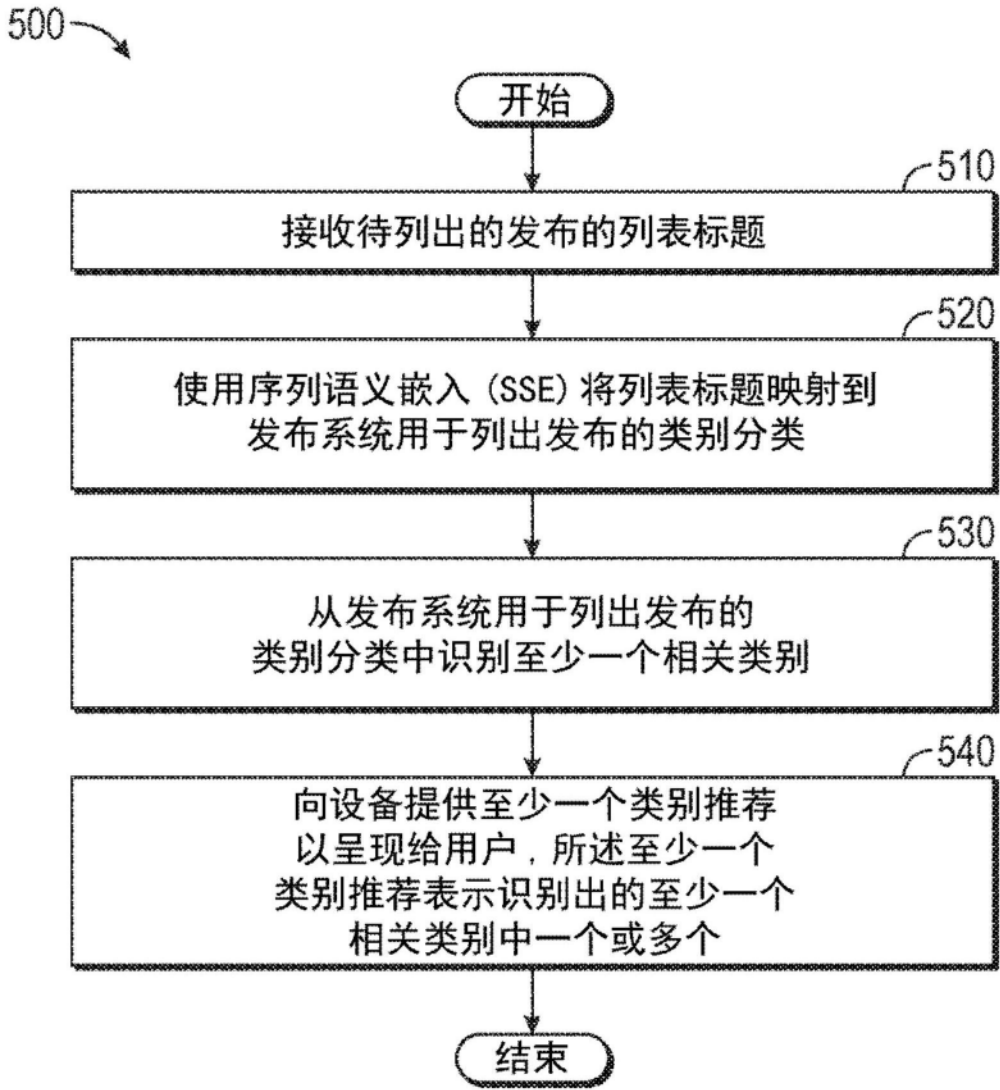 500
开始
510
接收待列出的发布的列表标题
520
使用序列语义嵌入(SSE)将列表标题映射到
发布系统用于列出发布的类别分类
530
从发布系统用于列出发布的
类别分类中识别至少一个相关类别
540
向设备提供至少一个类别推荐
以呈现给用户,所述至少一个
类别推荐表示识别出的至少一个
相关类别中一个或多个
结束